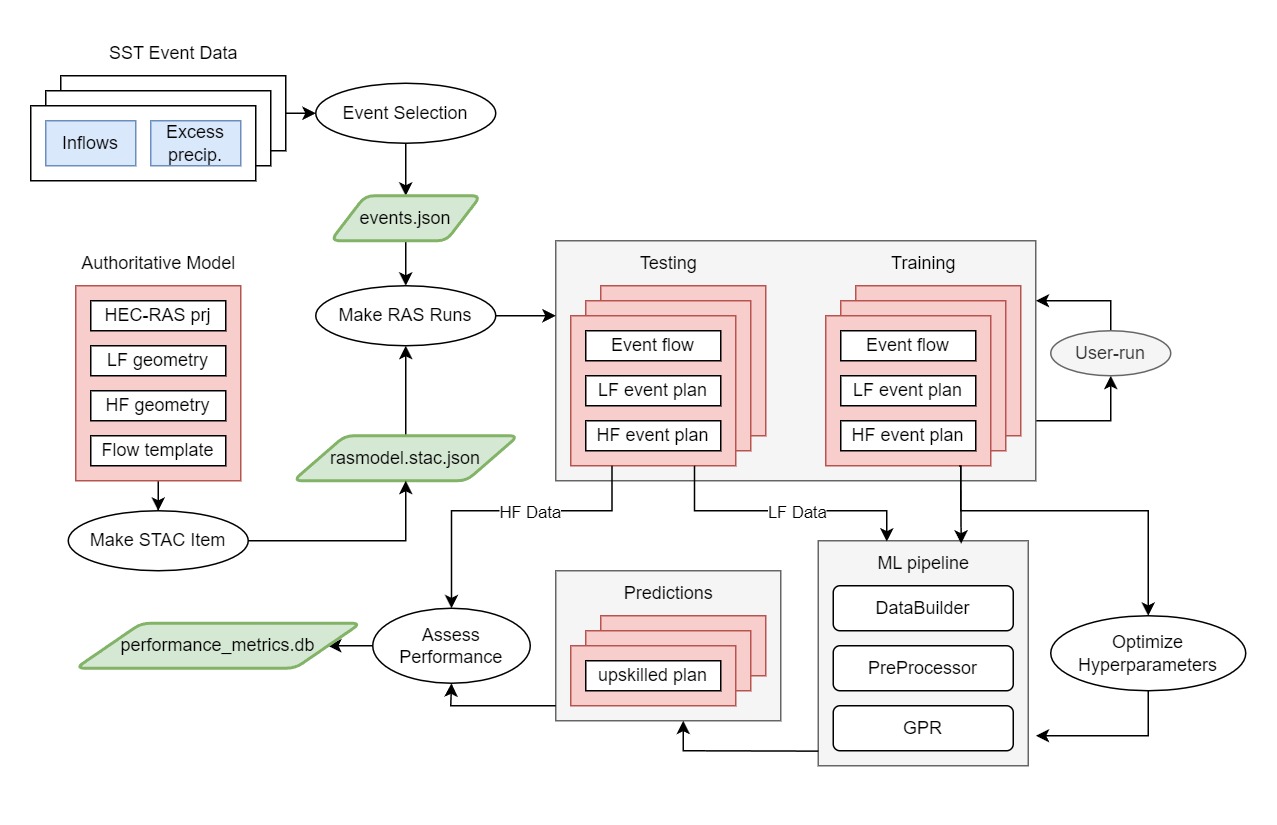 SST Event Data
Inflows
Excess
precip.
Event Selection
events.json
Authoritative Model
HEC-RAS prj
LF geometry
HF geometry
Flow template
Make RAS Runs
rasmodel.stac.json
Make STAC Item
Testing
Event flow
LF event plan
HF event plan
Training
Event flow
LF event plan
HF event plan
User-run
HF Data
LF Data
ML pipeline
DataBuilder
PreProcessor
GPR
Optimize
Hyperparameters
Predictions
upskilled plan
Assess
Performance
performance_metrics.db